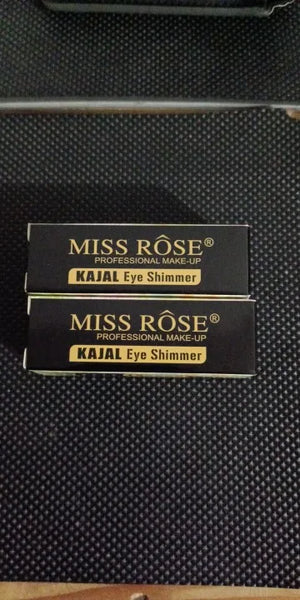 MISS RÔSE®
PROFESSIONAL MAKE-UP
KAJAL Eye Shimmer
MISS RÔSE®
PROFESSIONAL MAKE-UP
KAJAL Eye Shimmer